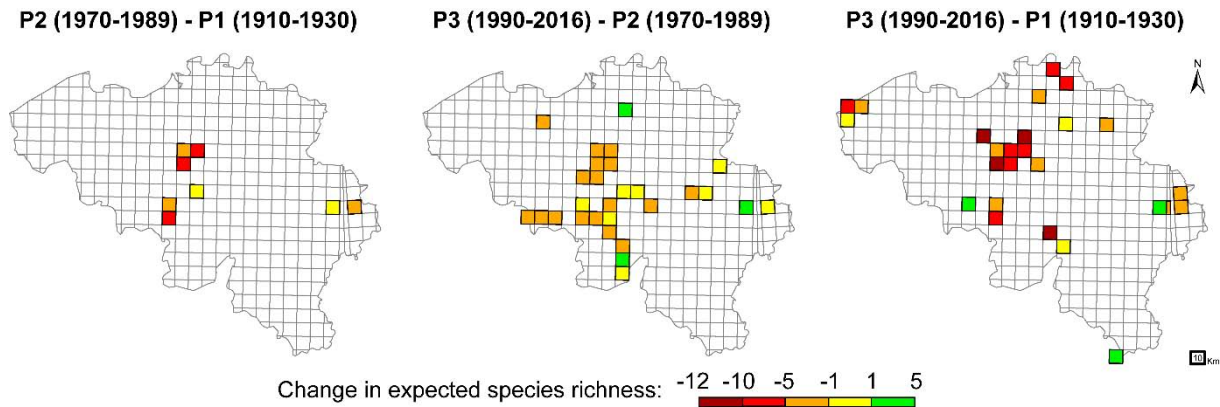 P2 (1970-1989) - P1 (1910-1930) P3 (1990-2016) - P2 (1970-1989) P3 (1990-2016) - P1 (1910-1930)
N
10 Km
Change in expected species richness: -12 -10 -5 -1 1 5